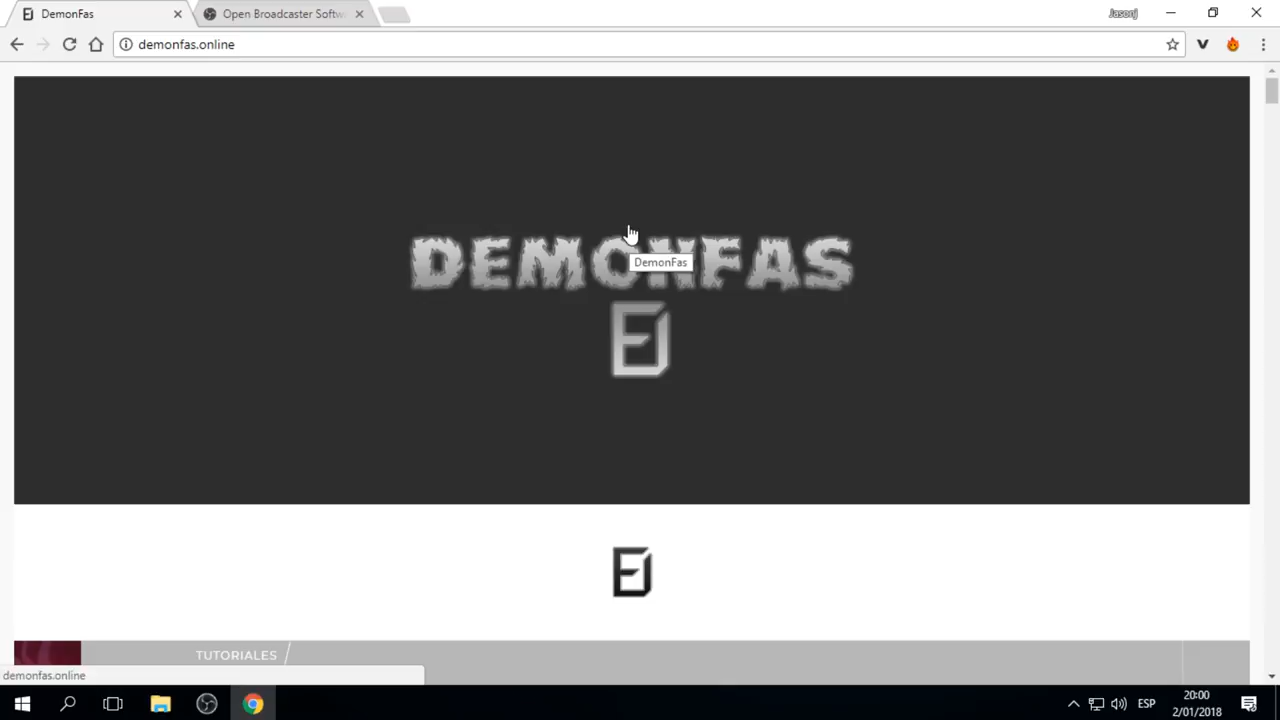 DemonFas
Open Broadcaster Softw
Jasonj
demonfas.online
DEMONFAS
DemonFas
TUTORIALES
demonfas.online
ESP
20:00
2/01/2018